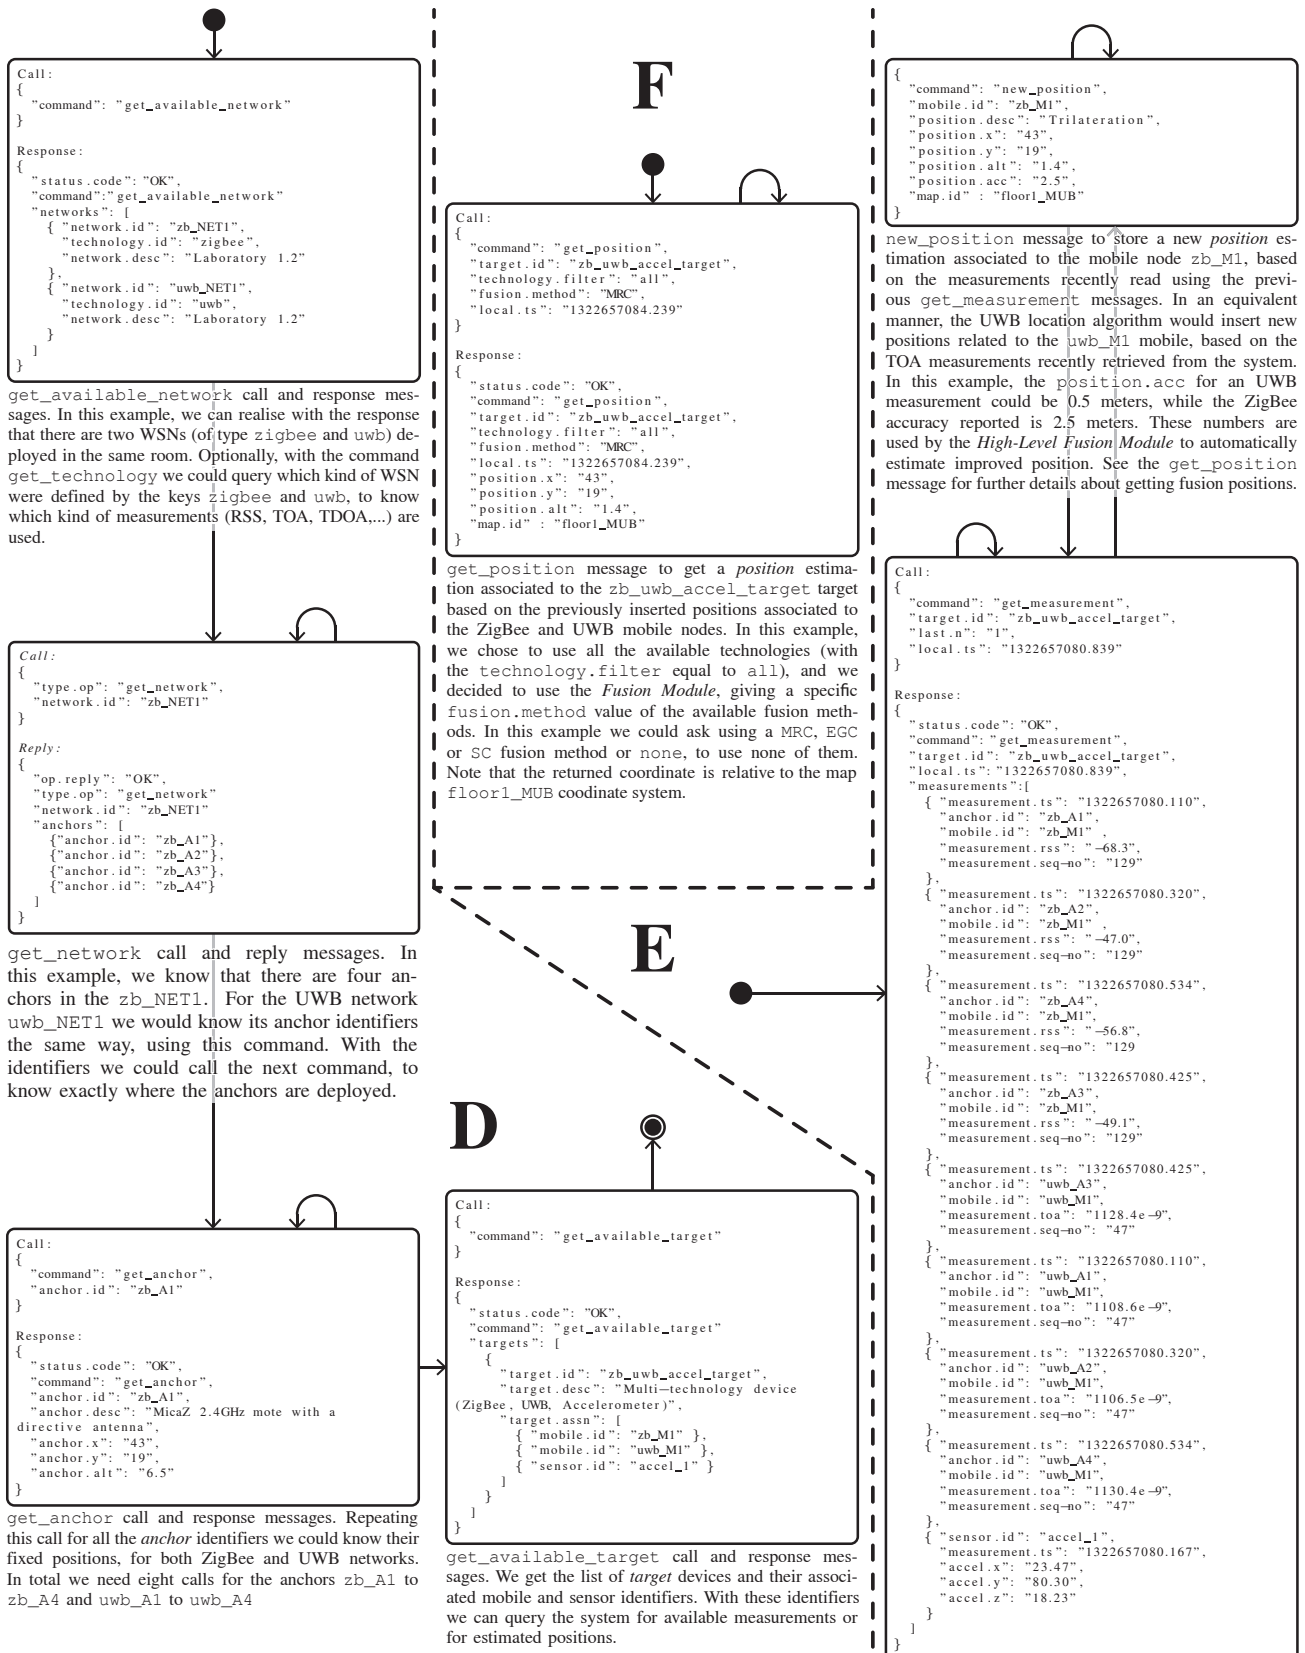 Call:
{
"command": "get_available_network"
}
Response:
{
"status.code": "OK",
"command":"get_available_network"
"networks": [
{ "network.id": "zb_NET1",
"technology.id": "zigbee",
"network.desc": "Laboratory 1.2"
},
{ "network.id": "uwb_NET1",
"technology.id": "uwb",
"network.desc": "Laboratory 1.2"
}
]
}
get_available_network call and response mes-
sages. In this example, we can realise with the response
that there are two WSNs (of type zigbee and uwb) de-
ployed in the same room. Optionally, with the command
get_technology we could query which kind of WSN
were defined by the keys zigbee and uwb, to know
which kind of measurements (RSS, TOA, TDOA,...) are
used.
Call:
{
"type.op": "get_network",
"network.id": "zb_NET1"
}
Reply:
{
"op.reply": "OK",
"type.op": "get_network"
"network.id": "zb_NET1"
"anchors": [
{"anchor.id": "zb_A1"},
{"anchor.id": "zb_A2"},
{"anchor.id": "zb_A3"},
{"anchor.id": "zb_A4"}
]
}
get_network call and reply messages. In
this example, we know that there are four an-
chors in the zb_NET1. For the UWB network
uwb_NET1 we would know its anchor identifiers
the same way, using this command. With the
identifiers we could call the next command, to
know exactly where the anchors are deployed.
Call:
{
"command": "get_anchor",
"anchor.id": "zb_A1"
}
Response:
{
"status.code": "OK",
"command": "get_anchor",
"anchor.id": "zb_A1",
"anchor.desc": "MicaZ 2.4GHz mote with a
directive antenna",
"anchor.x": "43",
"anchor.y": "19",
"anchor.alt": "6.5"
}
get_anchor call and response messages. Repeating
this call for all the anchor identifiers we could know their
fixed positions, for both ZigBee and UWB networks.
In total we need eight calls for the anchors zb_A1 to
zb_A4 and uwb_A1 to uwb_A4
D
Call:
{
"command": "get_available_target"
}
Response:
{
"status.code": "OK",
"command": "get_available_target"
"targets": [
{
"target.id": "zb_uwb_accel_target",
"target.desc": "Multi-technology device
(ZigBee, UWB, Accelerometer)",
"target.assn": [
{ "mobile.id": "zb_M1" },
{ "mobile.id": "uwb_M1" },
{ "sensor.id": "accel_1" }
]
}
]
}
get_available_target call and response mes-
sages. We get the list of target devices and their associ-
ated mobile and sensor identifiers. With these identifiers
we can query the system for available measurements or
for estimated positions.
F
Call:
{
"command": "get_position",
"target.id": "zb_uwb_accel_target",
"technology.filter": "all",
"fusion.method": "MRC",
"local.ts": "1322657084.239"
}
Response:
{
"status.code": "OK",
"command": "get_position",
"target.id": "zb_uwb_accel_target",
"technology.filter": "all",
"fusion.method": "MRC",
"local.ts": "1322657084.239",
"position.x": "43",
"position.y": "19",
"position.alt": "1.4",
"map.id" : "floor1_MUB"
}
get_position message to get a position estima-
tion associated to the zb_uwb_accel_target target
based on the previously inserted positions associated to
the ZigBee and UWB mobile nodes. In this example,
we chose to use all the available technologies (with
the technology.filter equal to all), and we
decided to use the Fusion Module, giving a specific
fusion.method value of the available fusion meth-
ods. In this example we could ask using a MRC, EGC
or SC fusion method or none, to use none of them.
Note that the returned coordinate is relative to the map
floor1_MUB coodinate system.
E
{
"command": "new_position",
"mobile.id": "zb_M1",
"position.desc": "Trilateration",
"position.x": "43",
"position.y": "19",
"position.alt": "1.4",
"position.acc": "2.5",
"map.id" : "floor1_MUB"
}
new_position message to store a new position es-
timation associated to the mobile node zb_M1, based
on the measurements recently read using the previ-
ous get_measurement messages. In an equivalent
manner, the UWB location algorithm would insert new
positions related to the uwb_M1 mobile, based on the
TOA measurements recently retrieved from the system.
In this example, the position.acc for an UWB
measurement could be 0.5 meters, while the ZigBee
accuracy reported is 2.5 meters. These numbers are
used by the High-Level Fusion Module to automatically
estimate improved position. See the get_position
message for further details about getting fusion positions.
Call:
{
"command": "get_measurement",
"target.id": "zb_uwb_accel_target",
"last.n": "1",
"local.ts": "1322657080.839"
}
Response:
{
"status.code": "OK",
"command": "get_measurement",
"target.id": "zb_uwb_accel_target",
"local.ts": "1322657080.839",
"measurements":[
{ "measurement.ts": "1322657080.110",
"anchor.id": "zb_A1",
"mobile.id": "zb_M1" ,
"measurement.rss": "-68.3",
"measurement.seq-no": "129"
},
{ "measurement.ts": "1322657080.320",
"anchor.id": "zb_A2",
"mobile.id": "zb_M1" ,
"measurement.rss": "-47.0",
"measurement.seq-no": "129"
},
{ "measurement.ts": "1322657080.534",
"anchor.id": "zb_A4",
"mobile.id": "zb_M1",
"measurement.rss": "-56.8",
"measurement.seq-no": "129
},
{ "measurement.ts": "1322657080.425",
"anchor.id": "zb_A3",
"mobile.id": "zb_M1",
"measurement.rss": "-49.1",
"measurement.seq-no": "129"
},
{ "measurement.ts": "1322657080.425",
"anchor.id": "uwb_A3",
"mobile.id": "uwb_M1",
"measurement.toa": "1128.4e-9",
"measurement.seq-no": "47"
},
{ "measurement.ts": "1322657080.110",
"anchor.id": "uwb_A1",
"mobile.id": "uwb_M1",
"measurement.toa": "1108.6e-9",
"measurement.seq-no": "47"
},
{ "measurement.ts": "1322657080.320",
"anchor.id": "uwb_A2",
"mobile.id": "uwb_M1",
"measurement.toa": "1106.5e-9",
"measurement.seq-no": "47"
},
{ "measurement.ts": "1322657080.534",
"anchor.id": "uwb_A4",
"mobile.id": "uwb_M1",
"measurement.toa": "1130.4e-9",
"measurement.seq-no": "47"
},
{ "sensor.id": "accel_1",
"measurement.ts": "1322657080.167",
"accel.x": "23.47",
"accel.y": "80.30",
"accel.z": "18.23"
}
]
}